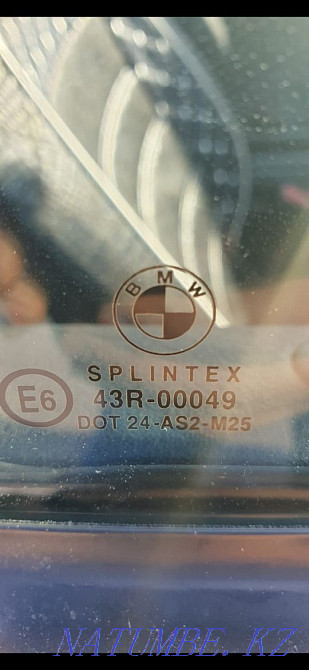 BMW
SPLINTEX
E6 43R-00049
DOT 24-AS2-M25
NATUMBE.KZ